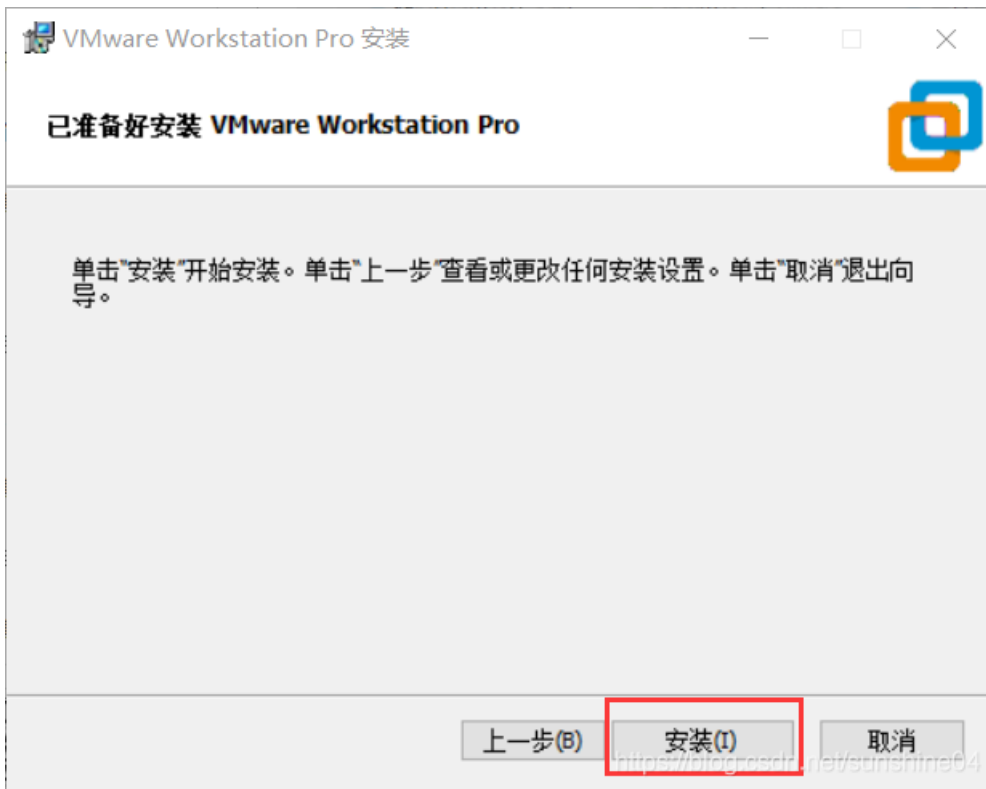 VMware Workstation Pro 安装
已准备好安装 VMware Workstation Pro
单击"安装"开始安装。单击"上一步"查看或更改任何安装设置。单击"取消"退出向
导。
上一步(B) 安装(I) 取消
https://blog.csdn.net/sunshine04